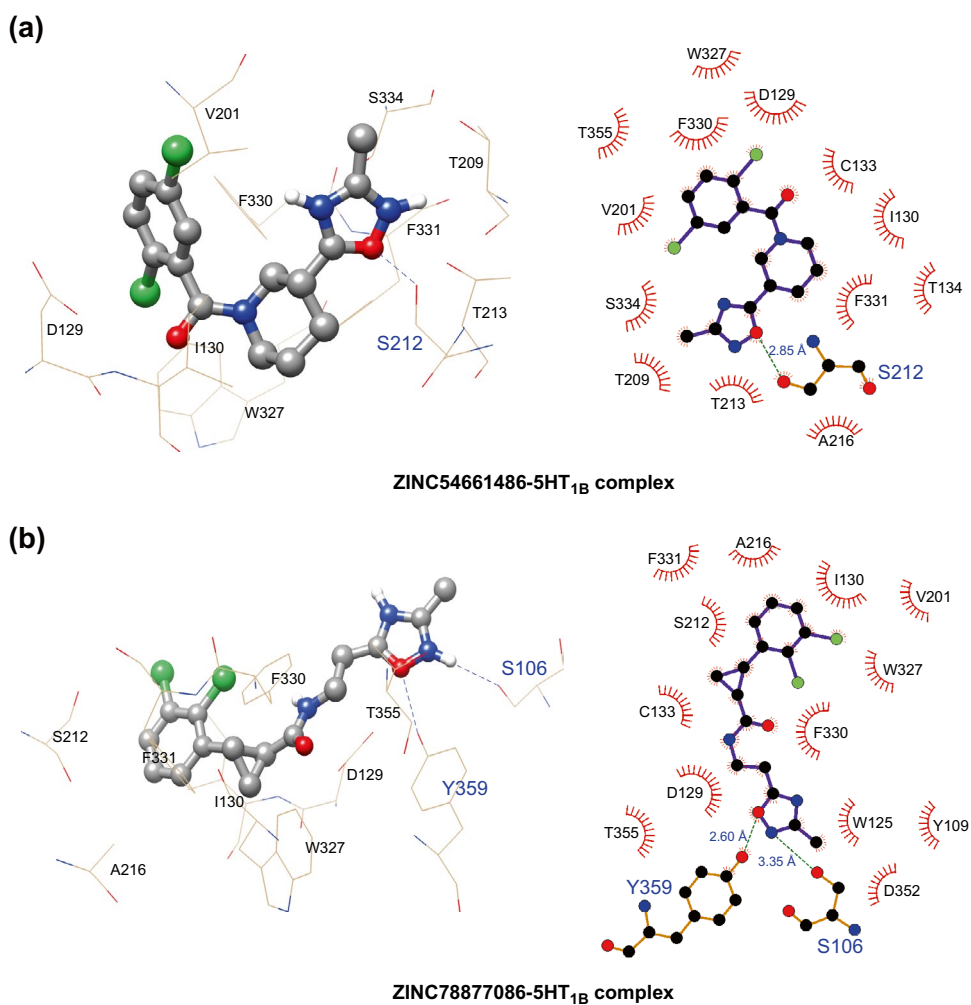 (a)
W327
D129
S334
V201
F330
T355
T209
C133
F330
V201
I130
F331
T134
S334
F331
D129
T213
I130
2.85 Å
S212
S212
T209
T213
W327
A216
ZINC54661486-5HT1B complex
(b)
A216
F331
I130
V201
S212
S106
W327
F330
T355
C133
S212
F330
F331
D129
Y359
D129
I130
W125
Y109
T355
2.60 Å
W327
3.35 Å
A216
D352
Y359
S106
ZINC78877086-5HT1B complex